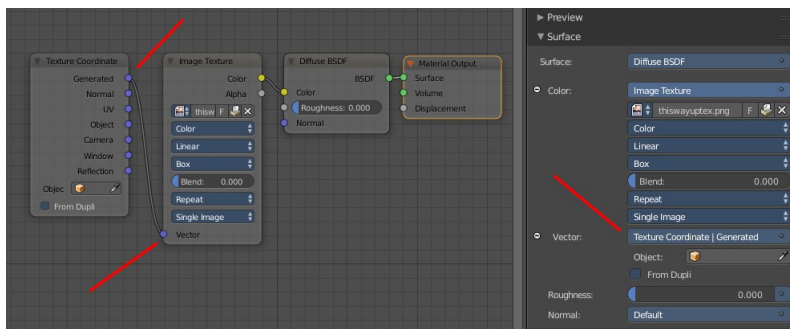 Texture Coordinate
Generated
Normal
UV
Object
Camera
Window
Reflection
Objec
From Dupli
Image Texture
Color
Alpha
thisw F
Color
Linear
Box
Blend: 0.000
Repeat
Single Image
Vector
Diffuse BSDF
BSDF
Color
Roughness: 0.000
Normal
Material Output
Surface
Volume
Displacement
Preview
Surface
Surface: Diffuse BSDF
Color: Image Texture
thiswayuptex.png F
Color
Linear
Box
Blend: 0.000
Repeat
Single Image
Vector: Texture Coordinate | Generated
Object:
From Dupli
Roughness: 0.000
Normal: Default